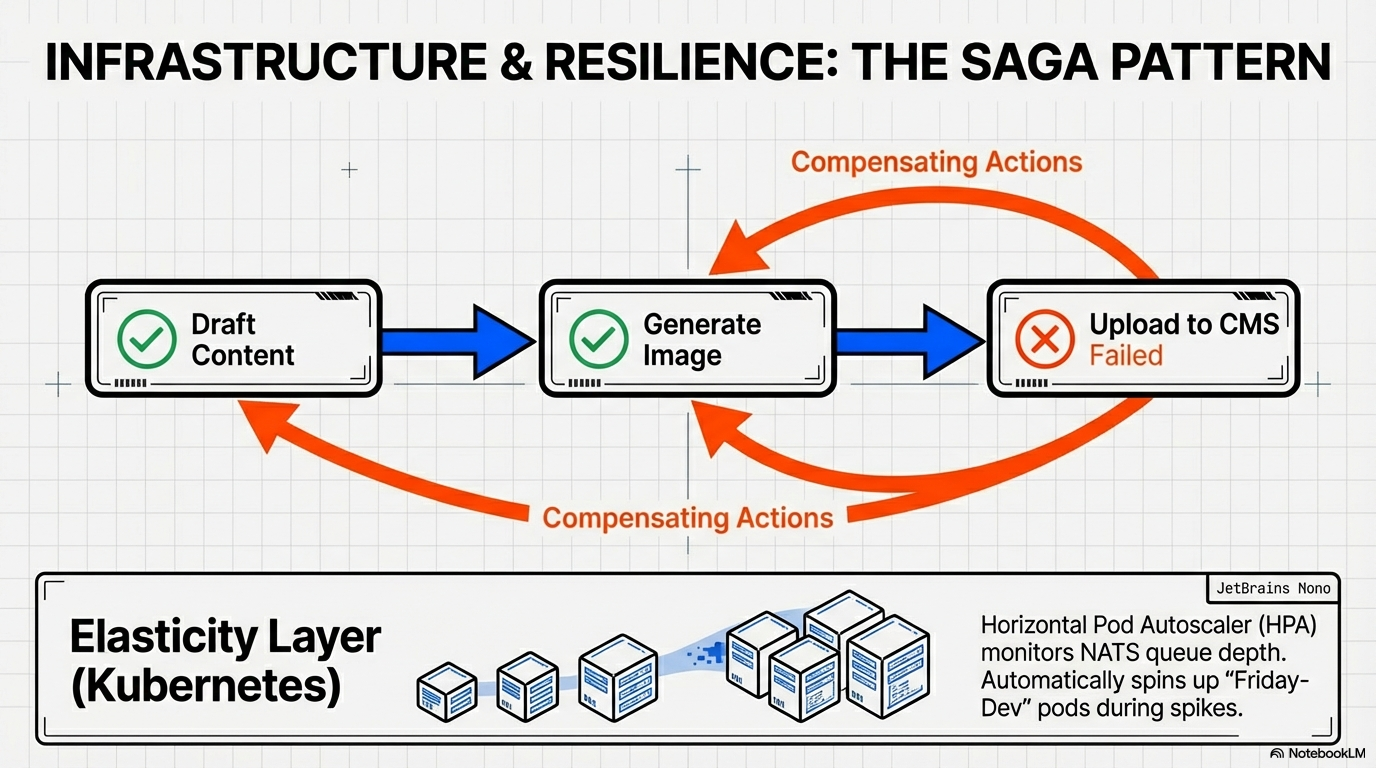 INFRASTRUCTURE & RESILIENCE: THE SAGA PATTERN
Compensating Actions
Draft
Content
Generate
Image
Upload to CMS
Failed
Compensating Actions
JetBrains Nono
Elasticity Layer
(Kubernetes)
Horizontal Pod Autoscaler (HPA)
monitors NATS queue depth.
Automatically spins up “Friday-
Dev” pods during spikes.
NotebookLM